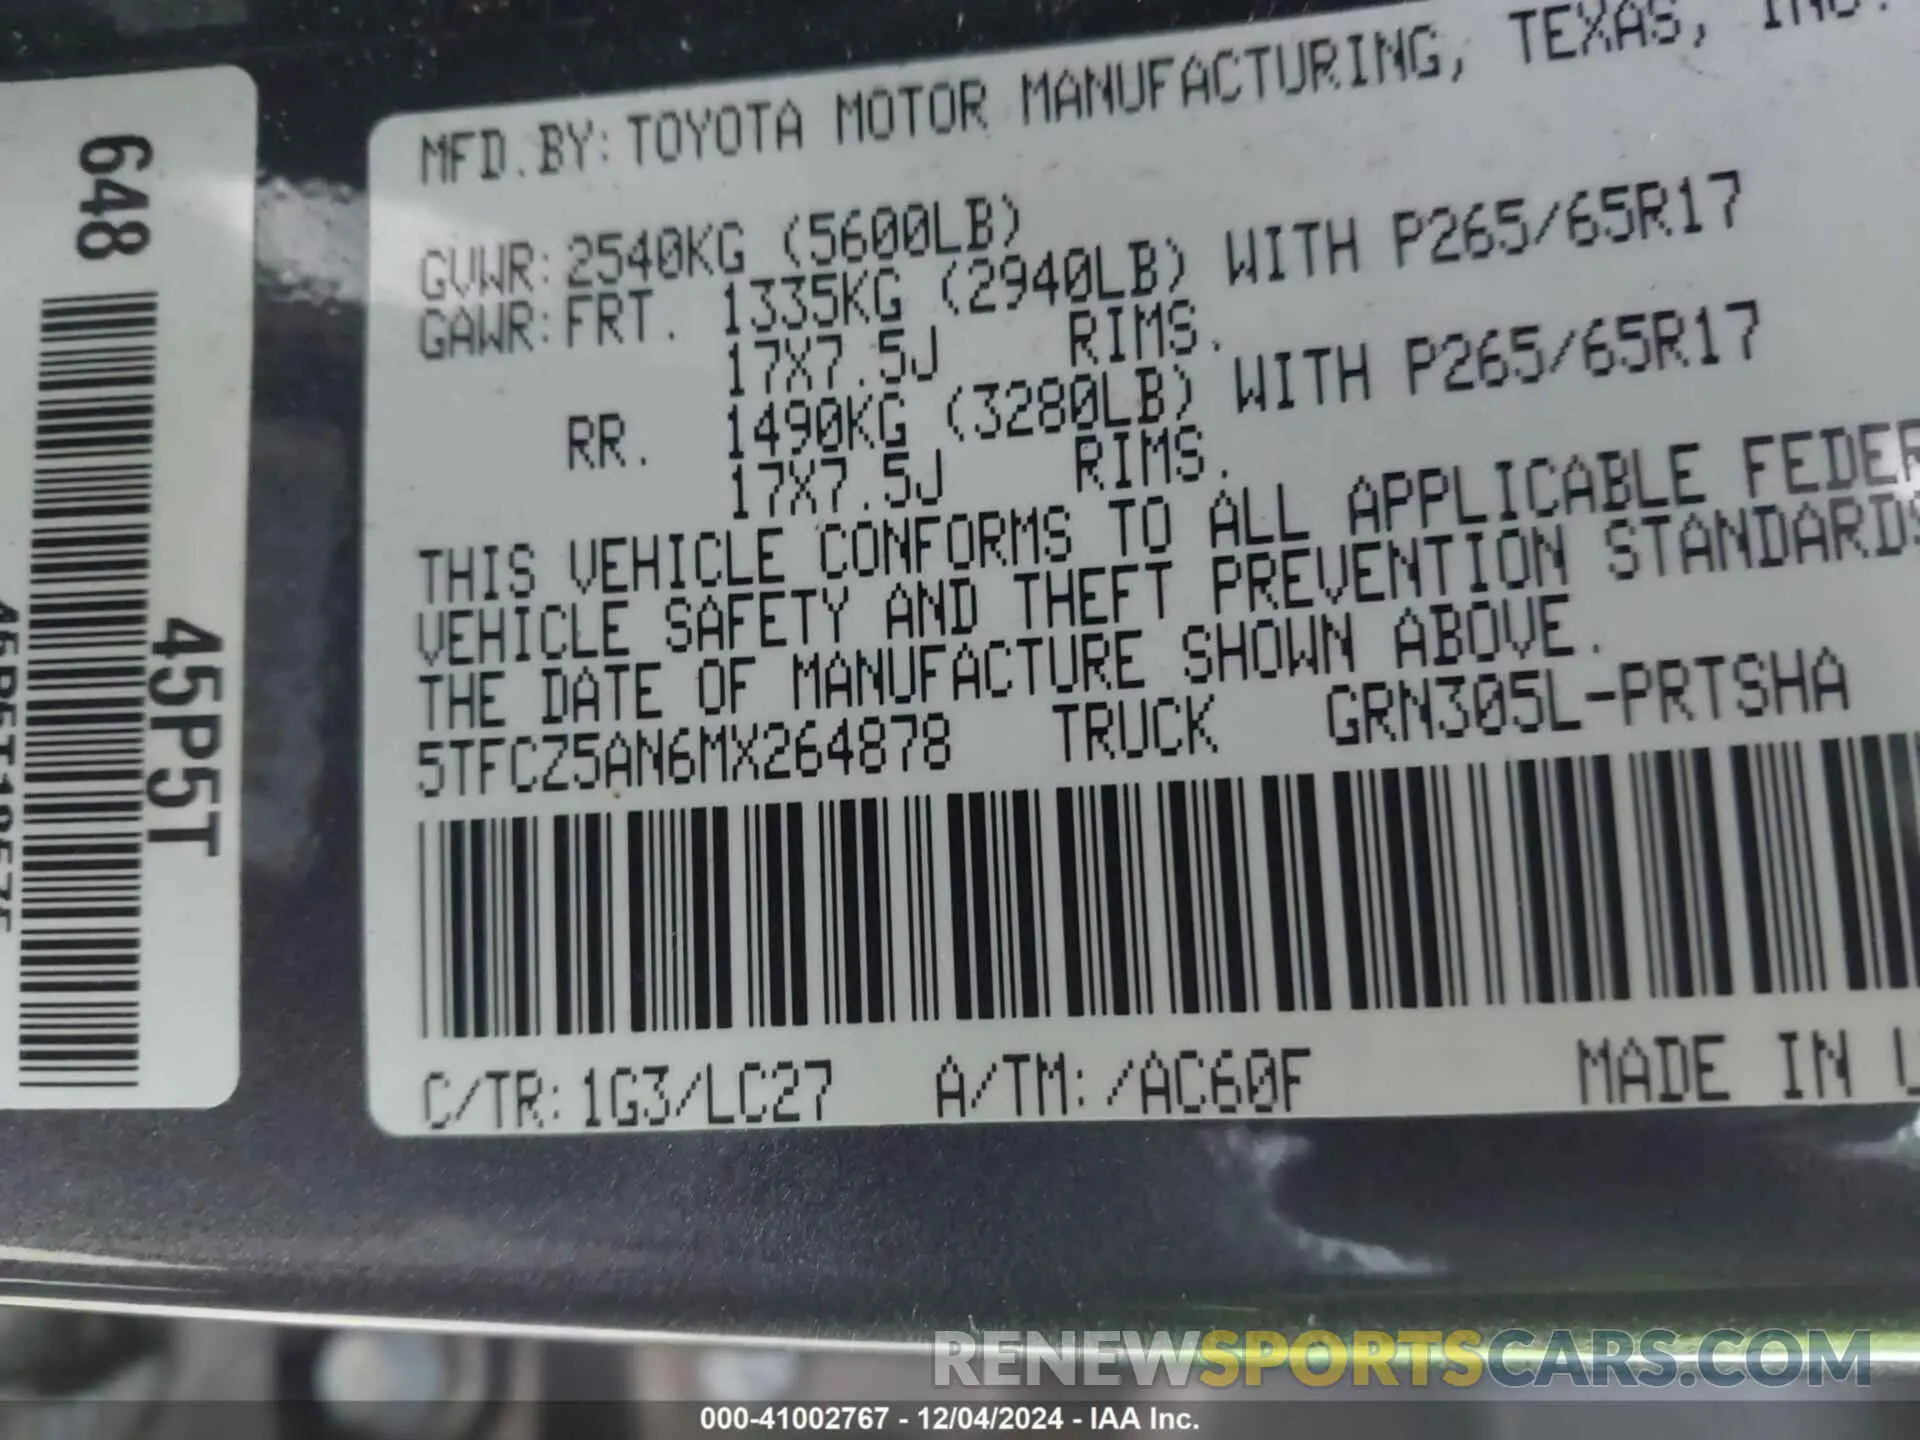 MFD. BY: TOYOTA MOTOR MANUFACTURING, TEXAS, INC.
GVWR: 2540KG (5600LB)
GAWR: FRT. 1335KG (2940LB) WITH P265/65R17
17X7.5J RIMS.
RR. 1490KG (3280LB) WITH P265/65R17
17X7.5J RIMS.
THIS VEHICLE CONFORMS TO ALL APPLICABLE FEDER
VEHICLE SAFETY AND THEFT PREVENTION STANDARDS
THE DATE OF MANUFACTURE SHOWN ABOVE.
5TFCZ5AN6MX264878 TRUCK GRN305L-PRTSHA
C/TR: 1G3/LC27 A/TM: /AC60F MADE IN U
648
45P5T
RENEWSPORTSCARS.COM
000-41002767 - 12/04/2024 - IAA Inc.